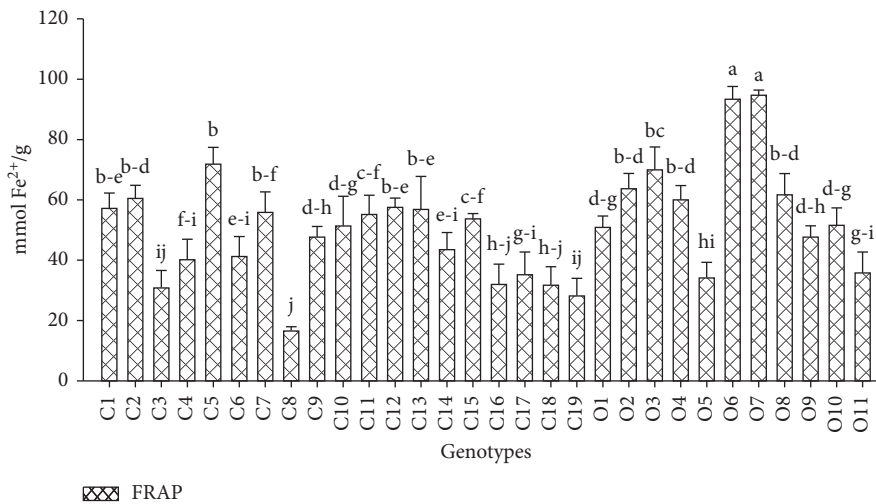 120
100
80
60
40
20
0
mmol Fe²⁺/g
b-e
b-d
ij
f-i
b
e-i
b-f
j
d-h
d-g
c-f
b-e
b-e
e-i
c-f
h-j
g-i
h-j
ij
d-g
b-d
bc
b-d
hi
a
a
b-d
d-h
d-g
g-i
C1
C2
C3
C4
C5
C6
C7
C8
C9
C10
C11
C12
C13
C14
C15
C16
C17
C18
C19
O1
O2
O3
O4
O5
O6
O7
O8
O9
O10
O11
Genotypes
FRAP